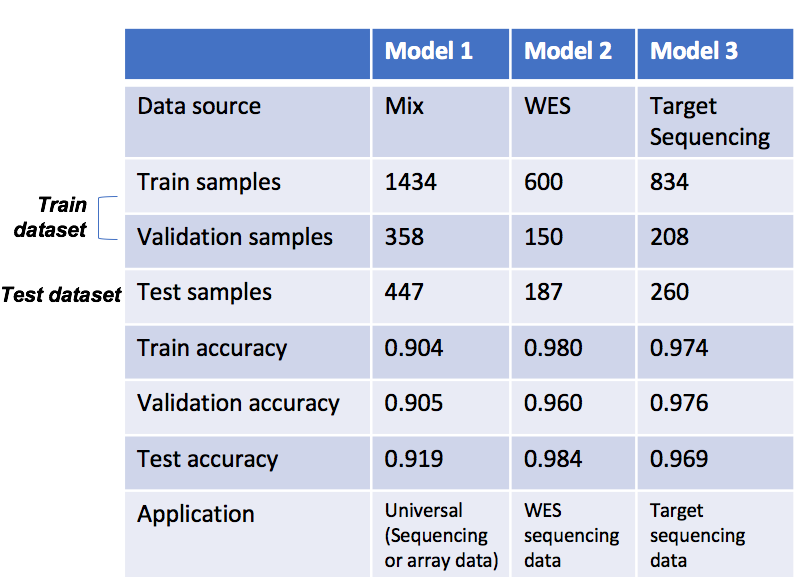 Model 1 Model 2 Model 3
Data source Mix WES Target
Sequencing
Train samples 1434 600 834
Train
dataset
Validation samples 358 150 208
Test dataset Test samples 447 187 260
Train accuracy 0.904 0.980 0.974
Validation accuracy 0.905 0.960 0.976
Test accuracy 0.919 0.984 0.969
Application Universal WES Target
(Sequencing sequencing sequencing
or array data) data data